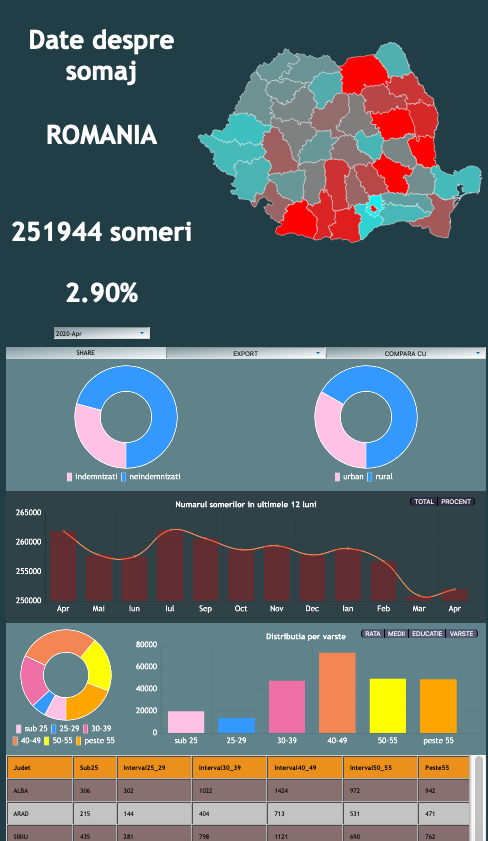 Date despre
somaj
ROMANIA
251944 someri
2.90%
2020-Apr
SHARE EXPORT COMPARA CU
indemnizati neindemnizati
urban rural
Numarul somerilor in ultimele 12 luni
TOTAL PROCENT
265000
260000
255000
250000
Apr Mai Iun Iul Sep Oct Nov Dec Ian Feb Mar Apr
Distributia per varste
RATA MEDII EDUCATIE VARSTE
80000
60000
40000
20000
0
sub 25 25-29 30-39 40-49 50-55 peste 55
sub 25 25-29 30-39
40-49 50-55 peste 55
Judet Sub25 Interval25_29 Interval30_39 Interval40_49 Interval50_55 Peste55
ALBA 306 302 1022 1424 972 942
ARAD 215 144 404 713 531 471
SIBIU 435 281 798 1121 690 762